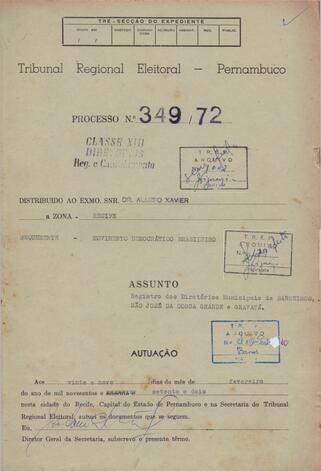 TRE - SECÇÃO DO EXPEDIENTE
Tribunal Regional Eleitoral — Pernambuco
PROCESSO N.º 349/72
CLASSE XIII
DIRETÓRIOS
Reg. e Cancelamento
T. R. E.
ARQUIVO
DISTRIBUIDO AO EXMO. SNR. DR. ALOISIO XAVIER
a ZONA - RECIFE
REQUERENTE - MOVIMENTO DEMOCRÁTICO BRASILEIRO
ASSUNTO
Registro dos Diretórios Municipais de BARREIROS,
SÃO JOSÉ DA COROA GRANDE e GRAVATÁ.
T. R. E.
ARQUIVO
AUTUAÇÃO
Aos vinte e nove dias do mês de fevereiro
do ano de mil novecentos e setenta e dois
nesta cidade do Recife, Capital do Estado de Pernambuco e na Secretaria do Tribunal
Regional Eleitoral, autuei os documentos que se seguem.
Eu,
Diretor Geral da Secretaria, subscrevo o presente têrmo.